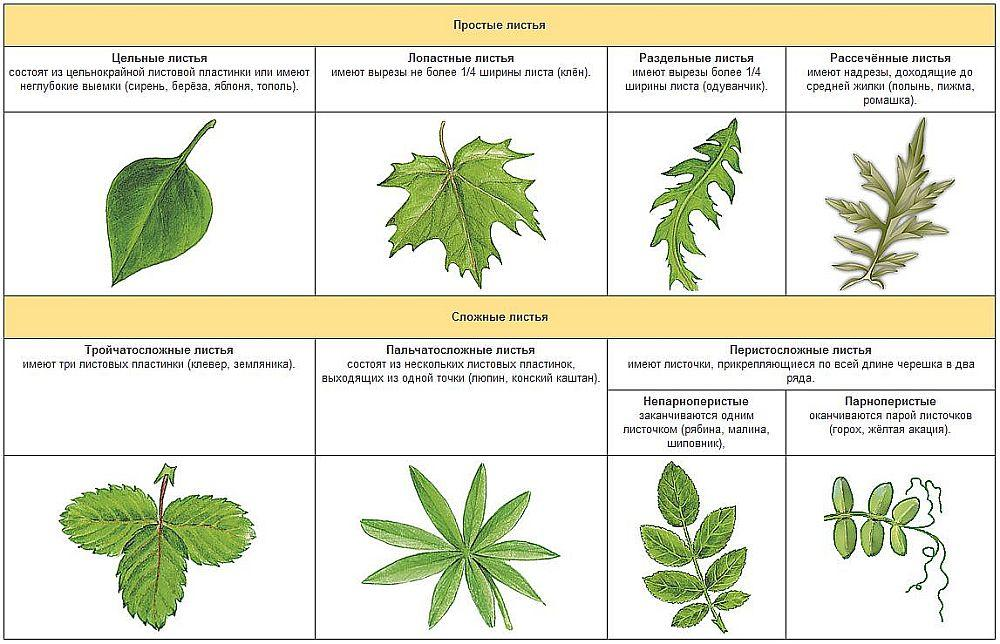 Простые листья
Цельные листья
состоят из цельнокрайной листовой пластинки или имеют
неглубокие выемки (сирень, берёза, яблоня, тополь).
Лопастные листья
имеют вырезы не более 1/4 ширины листа (клён).
Раздельные листья
имеют вырезы более 1/4
ширины листа (одуванчик).
Рассечённые листья
имеют надрезы, доходящие до
средней жилки (полынь, пижма,
ромашка).
Сложные листья
Тройчатосложные листья
имеют три листовых пластинки (клевер, земляника).
Пальчатосложные листья
состоят из нескольких листовых пластинок,
выходящих из одной точки (люпин, конский каштан).
Перистосложные листья
имеют листочки, прикрепляющиеся по всей длине черешка в два
ряда.
Непарноперистые
заканчиваются одним
листочком (рябина, малина,
шиповник),
Парноперистые
оканчиваются парой листочков
(горох, жёлтая акация).